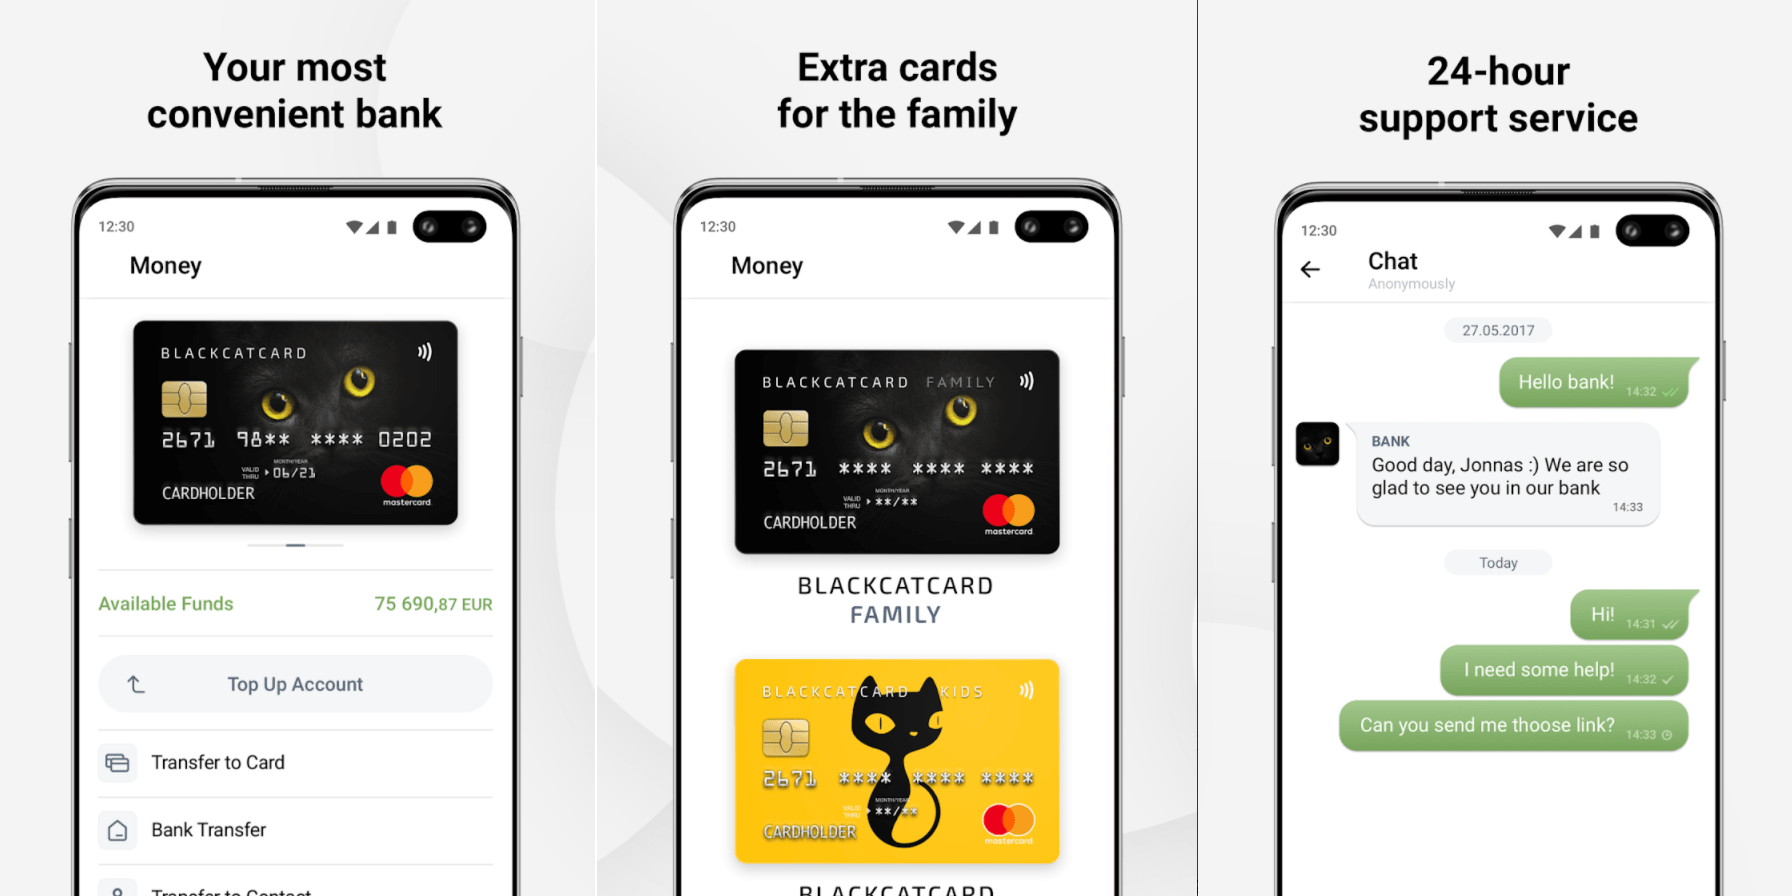 Your most
convenient bank
12:30
Money
BLACKCATCARD
2671 98** **** 0202
MONTH/YEAR
VALID
THRU
06/21
CARDHOLDER
mastercard
Available Funds
75 690,87 EUR
Top Up Account
Transfer to Card
Bank Transfer
Transfer to Contact
Extra cards
for the family
12:30
Money
BLACKCATCARD FAMILY
2671 **** **** ****
MONTH/YEAR
VALID
THRU
**/**
CARDHOLDER
mastercard
BLACKCATCARD
FAMILY
BLACKCATCARD KIDS
2671 **** **** ****
MONTH/YEAR
VALID
THRU
**/**
CARDHOLDER
mastercard
BLACKCATCARD
24-hour
support service
12:30
Chat
Anonymously
27.05.2017
Hello bank! 14:32
BANK
Good day, Jonnas :) We are so
glad to see you in our bank
14:33
Today
Hi! 14:31
I need some help! 14:32
Can you send me thoose link? 14:33